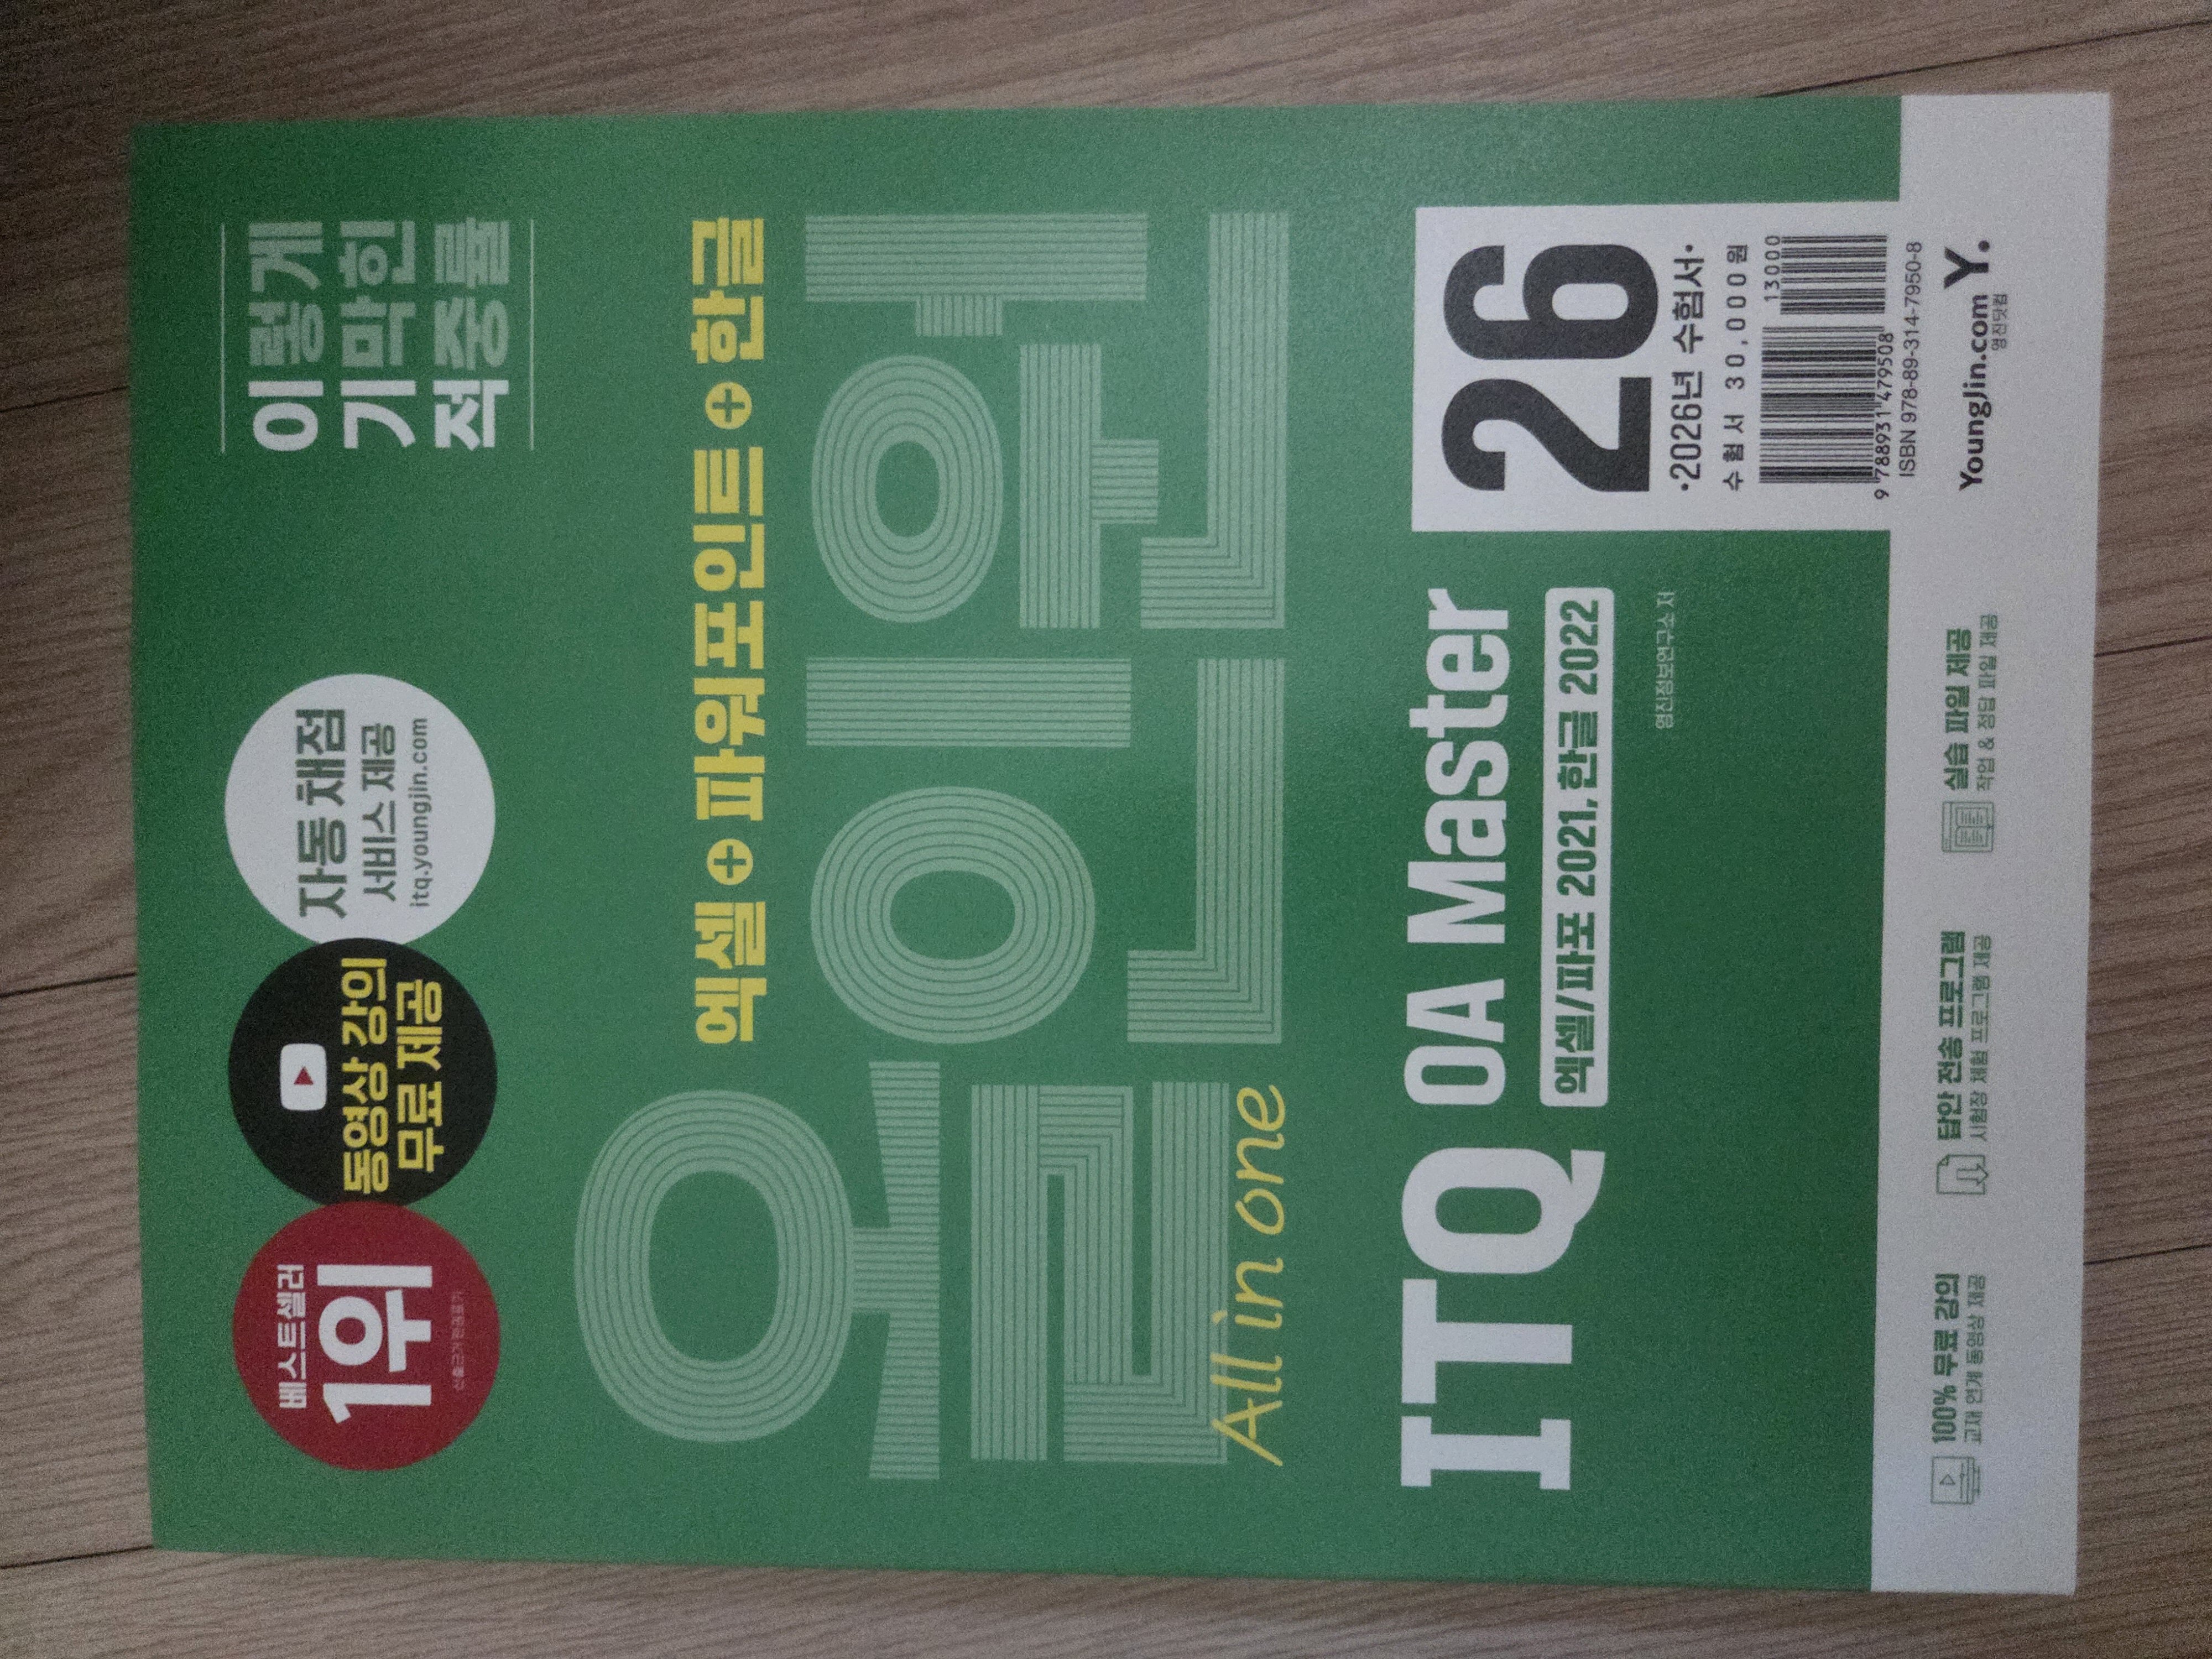 베스트셀러
1위
동영상 강의
무료 제공
자동 채점
서비스 제공
itq.youngjin.com
이렇게
기막힌
적중률
엑셀 + 파워포인트 + 한글
올인원
All in one
ITQ OA Master
엑셀/파포 2021, 한글 2022
영진정보연구소 저
26
•2026년 수험서•
수험서 30,000원
13000
9 788931 479508
ISBN 978-89-314-7950-8
YoungJin.com Y.
영진닷컴
100% 무료 강의
교재 연계 동영상 제공
답안 전송 프로그램
시험장 체험 프로그램 제공
실습 파일 제공
작업 & 정답 파일 제공